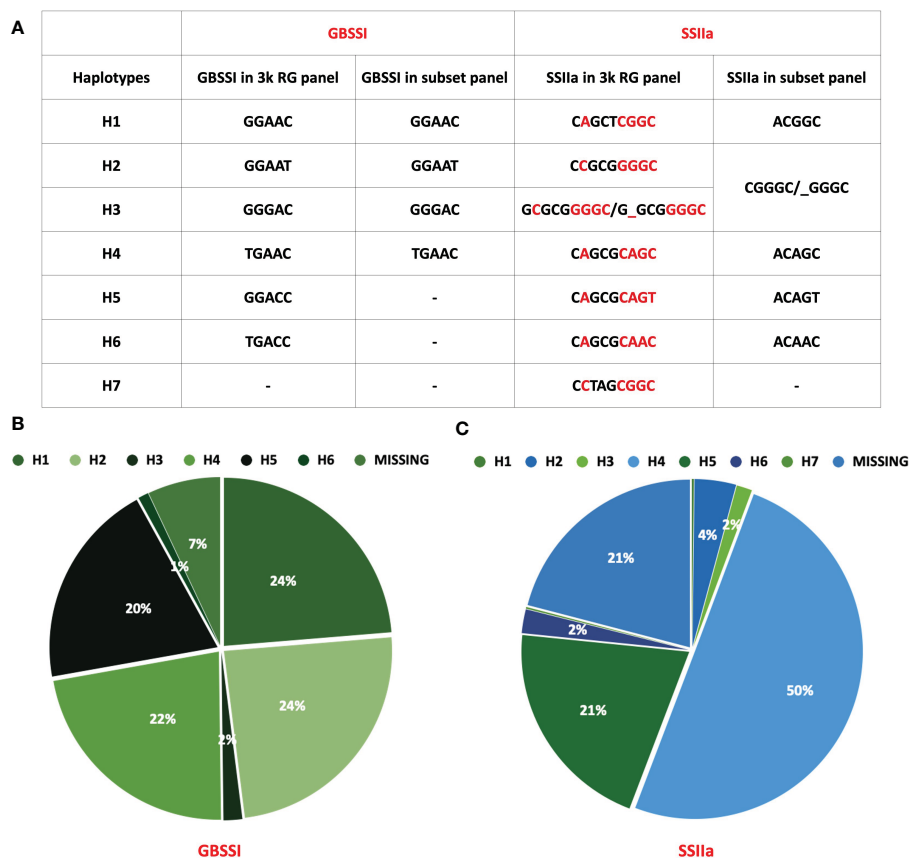 A
GBSSI SSIIa
Haplotypes GBSSI in 3k RG panel GBSSI in subset panel SSIIa in 3k RG panel SSIIa in subset panel
H1 GGAAC GGAAC CAGCTCGGC ACGGC
H2 GGAAT GGAAT CCGCGGGGC CGGGC/_GGGC
H3 GGGAC GGGAC GCGCGGGGC/G_GCGGGGC
H4 TGAAC TGAAC CAGCGCAGC ACAGC
H5 GGACC - CAGCGCAGT ACAGT
H6 TGACC - CAGCGCAAC ACAAC
H7 - - CCTAGCGGC -
B
H1 H2 H3 H4 H5 H6 MISSING
7%
1%
24%
20%
24%
22%
2%
GBSSI
C
H1 H2 H3 H4 H5 H6 H7 MISSING
4%
2%
21%
2%
50%
21%
SSIIa